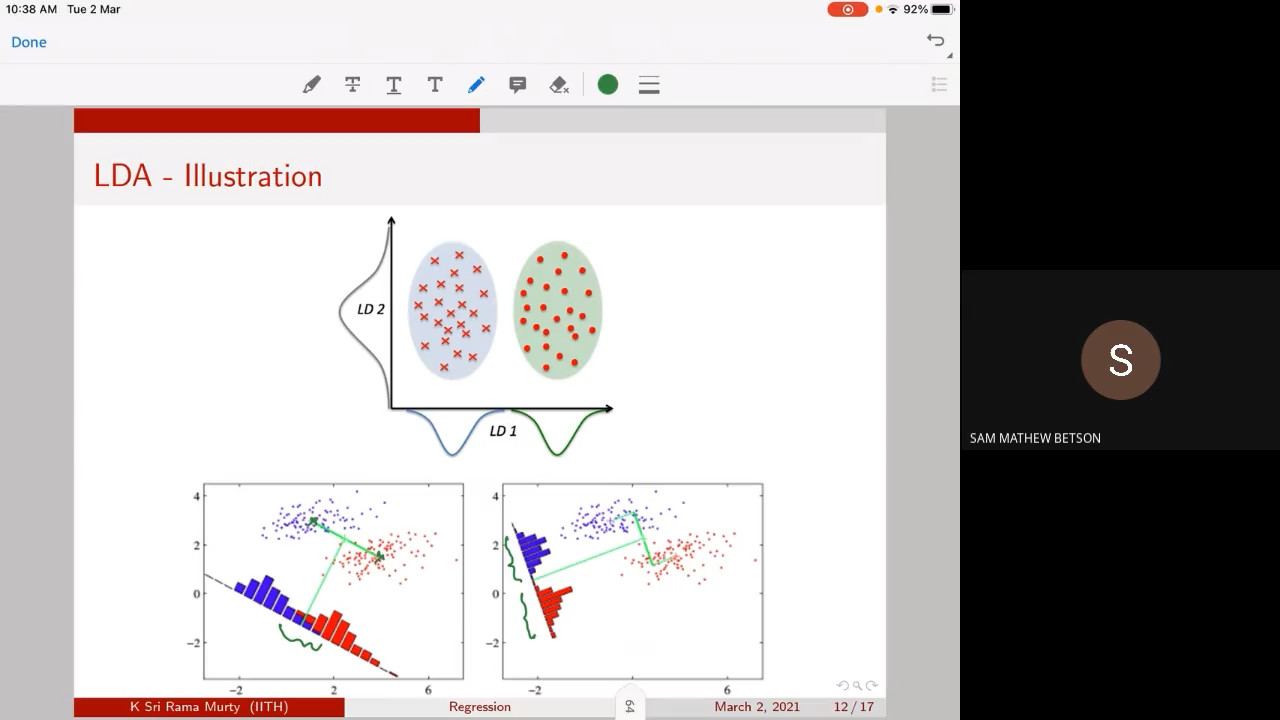 10:38 AM Tue 2 Mar
92%
Done
T T T
LDA - Illustration
LD 2
LD 1
4
2
0
−2
−2 2 6
4
2
0
−2
−2 6
S
SAM MATHEW BETSON
K Sri Rama Murty (IITH) Regression 64 March 2, 2021 12 / 17